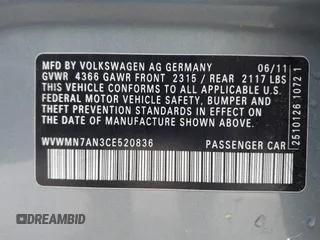 MFD BY VOLKSWAGEN AG GERMANY 06/11
GVWR 4366 GAWR FRONT 2315 / REAR 2117 LBS
THIS VEHICLE CONFORMS TO ALL APPLICABLE U.S.
FEDERAL MOTOR VEHICLE SAFETY, BUMPER AND
THEFT PREVENTION STANDARDS IN EFFECT ON
THE DATE OF MANUFACTURE SHOWN ABOVE.
WVWMN7AN3CE520836 PASSENGER CAR
2510126 1072 1
DREAMBID